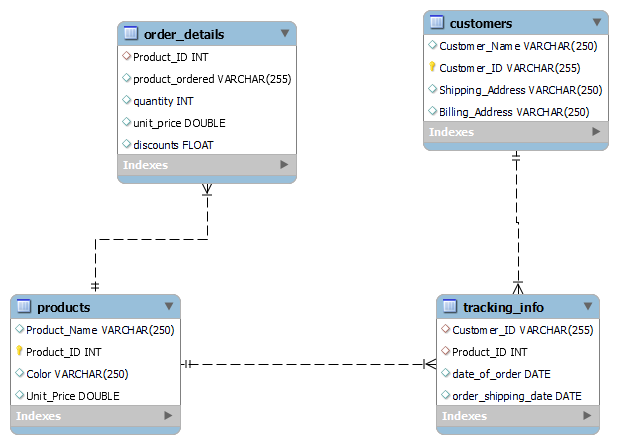 order_details
Product_ID INT
product_ordered VARCHAR(255)
quantity INT
unit_price DOUBLE
discounts FLOAT
Indexes
customers
Customer_Name VARCHAR(250)
Customer_ID VARCHAR(255)
Shipping_Address VARCHAR(250)
Billing_Address VARCHAR(250)
Indexes
products
Product_Name VARCHAR(250)
Product_ID INT
Color VARCHAR(250)
Unit_Price DOUBLE
Indexes
tracking_info
Customer_ID VARCHAR(255)
Product_ID INT
date_of_order DATE
order_shipping_date DATE
Indexes